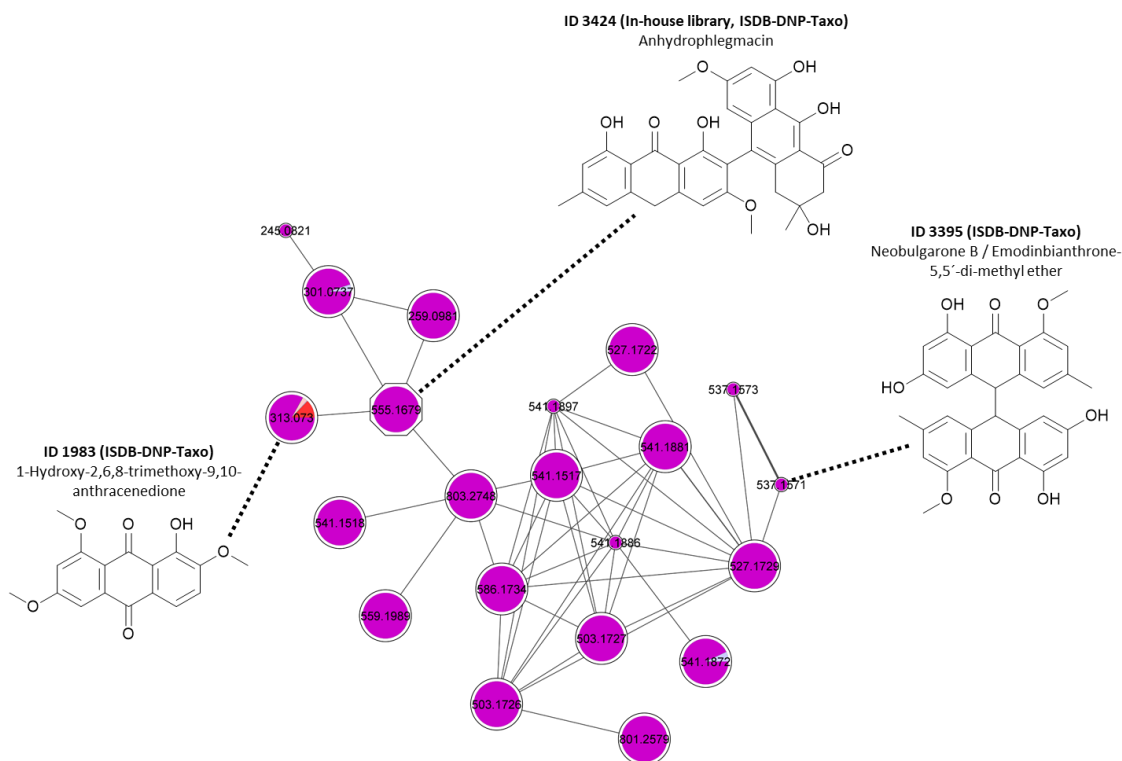 ID 3424 (In-house library, ISDB-DNP-Taxo)
Anhydrophlegmacin
O
OH
OH
OH
O
OH
O
O
OH
ID 3395 (ISDB-DNP-Taxo)
Neobulgarone B / Emodinbianthrone-
5,5´-di-methyl ether
OH
O
O
HO
OH
O
O
OH
245.0821
301.0737
259.0981
527.1722
537.1573
541.1897
555.1679
313.073
541.1881
541.1517
537.1571
803.2748
541.1518
541.1886
527.1729
586.1734
559.1989
503.1727
541.1872
503.1726
801.2579
ID 1983 (ISDB-DNP-Taxo)
1-Hydroxy-2,6,8-trimethoxy-9,10-
anthracenedione
O
O
OH
O
O
O